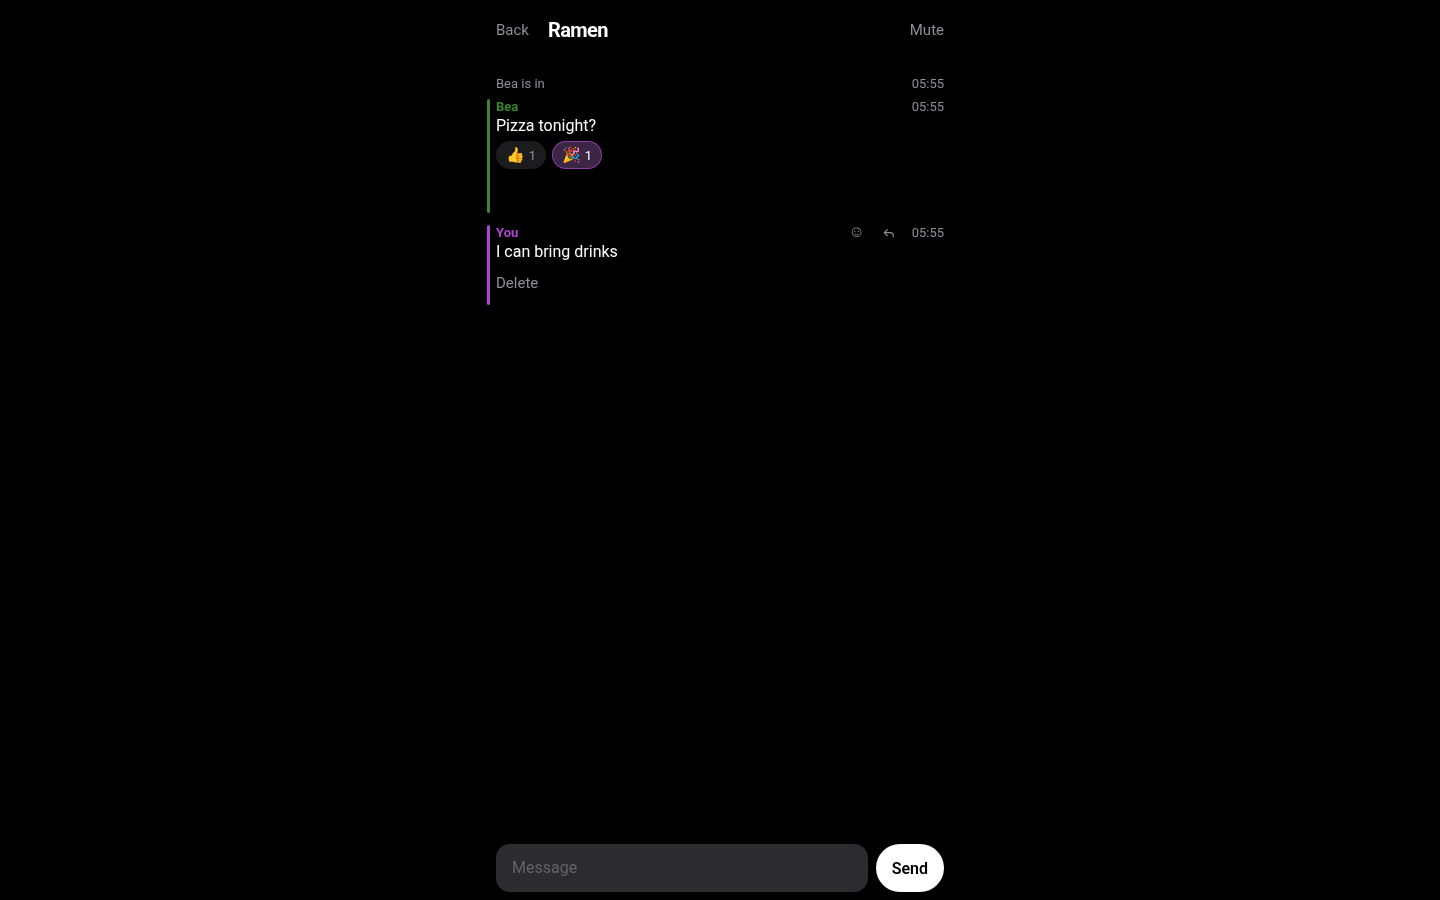 Back Ramen Mute
Bea is in 05:55
Bea 05:55
Pizza tonight?
👍 1 🎉 1
You 05:55
I can bring drinks
Delete
Message Send